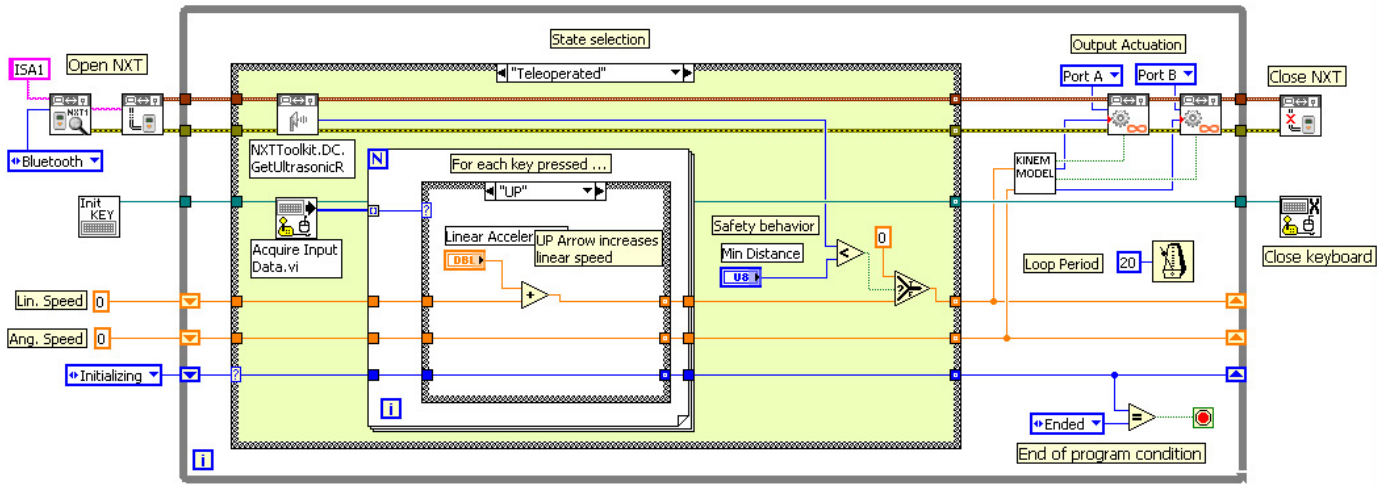 State selection
Output Actuation
ISA1
Open NXT
"Teleoperated"
Port A
Port B
Close NXT
NXT1
Bluetooth
NXTToolkit.DC.
GetUltrasonicR
N
For each key pressed ...
KINEM
MODEL
"UP"
Init
KEY
?
Linear Acceler
UP Arrow increases
linear speed
Safety behavior
0
Acquire Input
Data.vi
DBL
+
Min Distance
U8
<
?
Loop Period
20
Close keyboard
Lin. Speed
0
Ang. Speed
0
Initializing
?
i
Ended
=
End of program condition
i